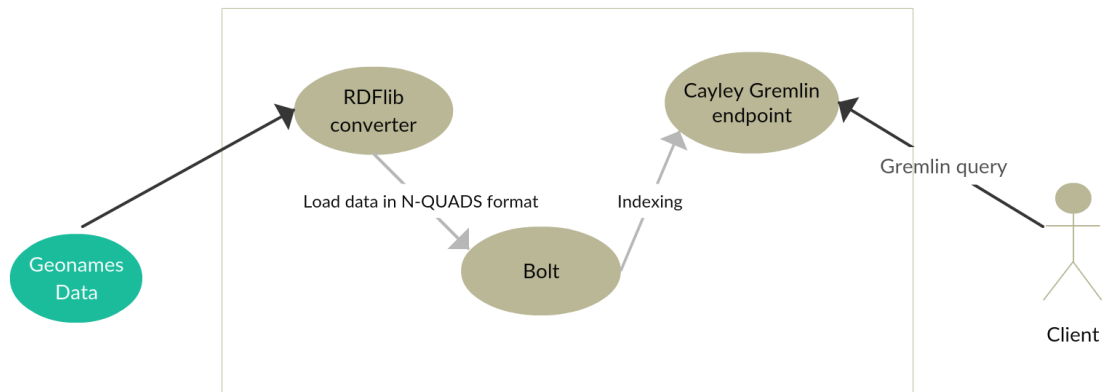 RDFlib
converter
Cayley Gremlin
endpoint
Gremlin query
Load data in N-QUADS format
Indexing
Geonames
Data
Bolt
Client